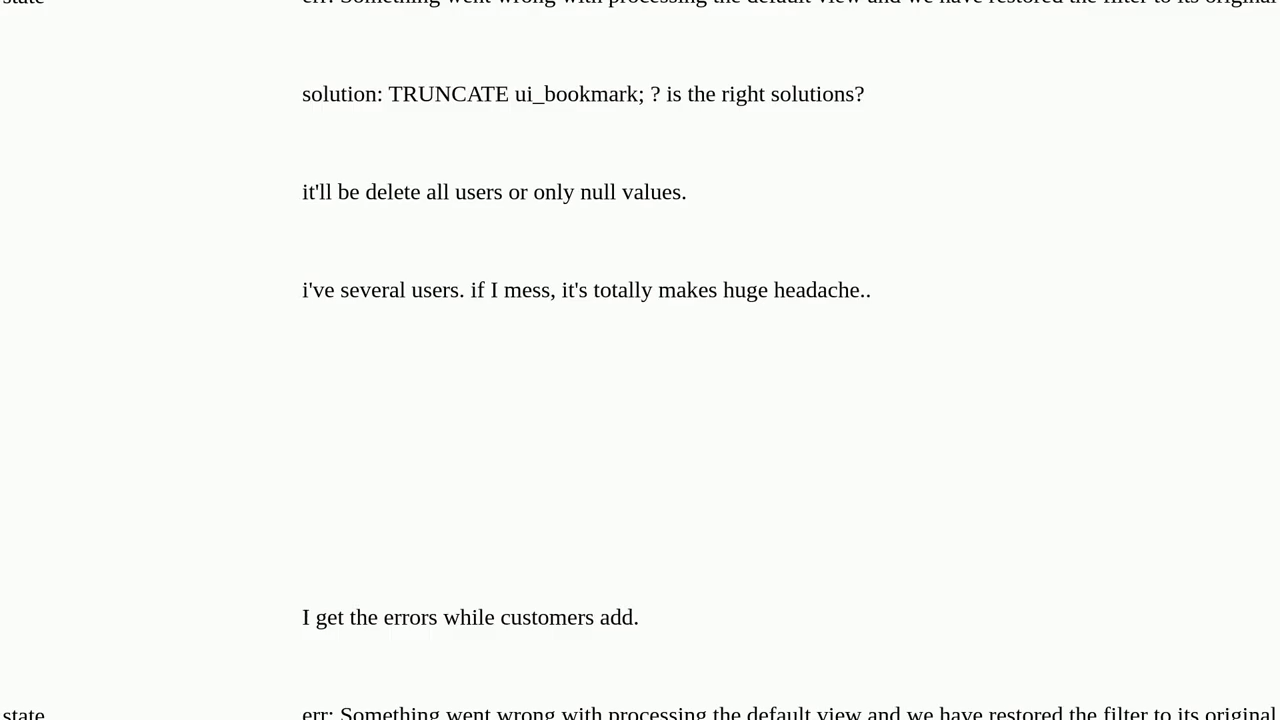 err: Something went wrong with processing the default view and we have restored the filter to its original
state
solution: TRUNCATE ui_bookmark; ? is the right solutions?
it'll be delete all users or only null values.
i've several users. if I mess, it's totally makes huge headache..
I get the errors while customers add.
err: Something went wrong with processing the default view and we have restored the filter to its original
state